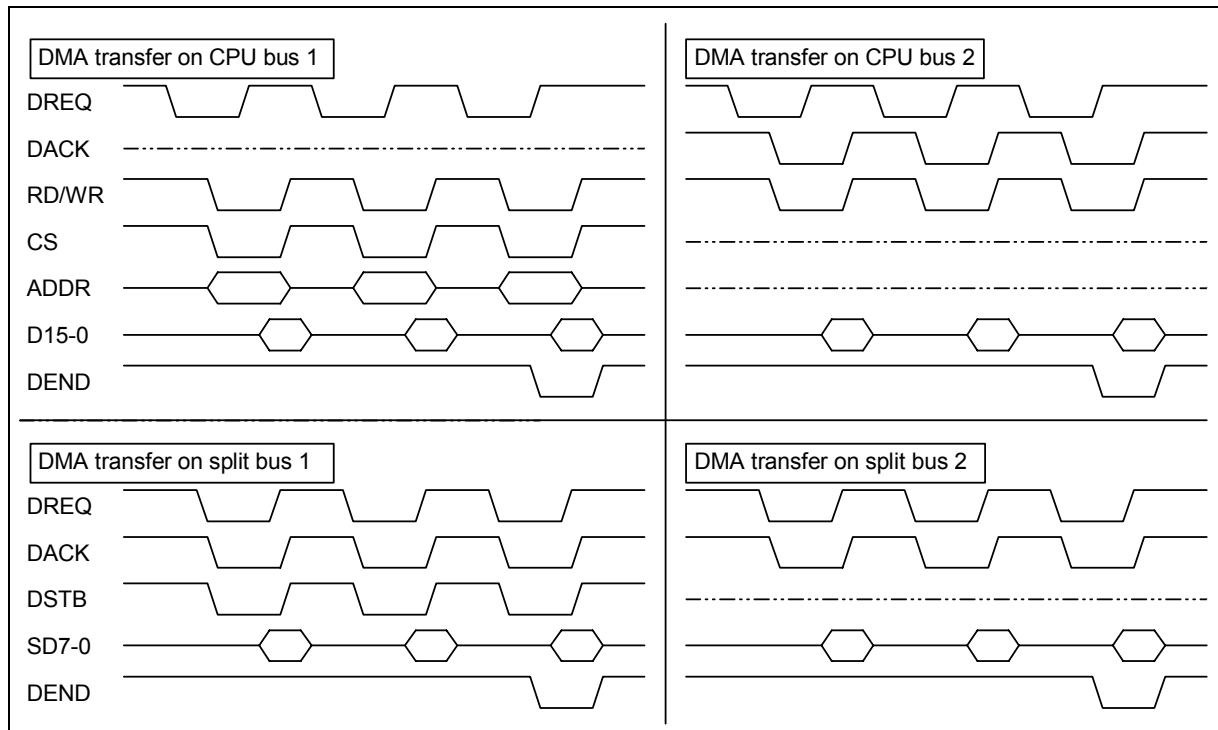 DMA transfer on CPU bus 1
DREQ
DACK
RD/WR
CS
ADDR
D15-0
DEND
DMA transfer on CPU bus 2
DMA transfer on split bus 1
DREQ
DACK
DSTB
SD7-0
DEND
DMA transfer on split bus 2